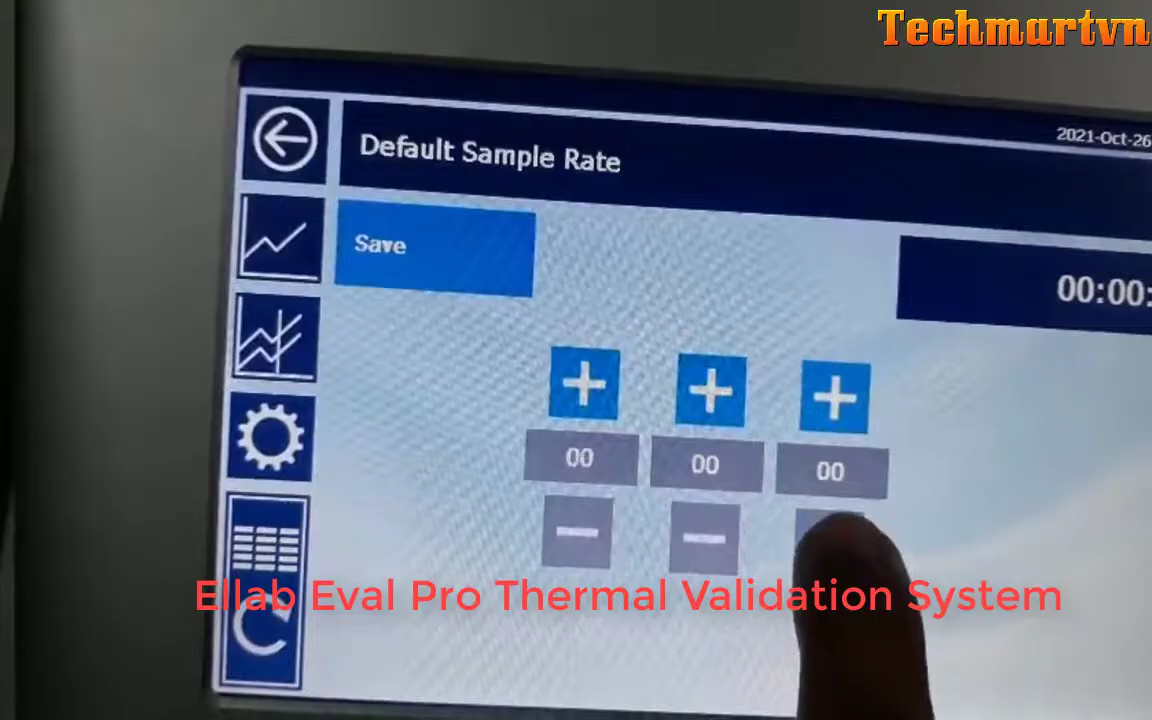 Techmartvn
2021-Oct-26
Default Sample Rate
Save
00:00:
00 00 00
Ellab Eval Pro Thermal Validation System